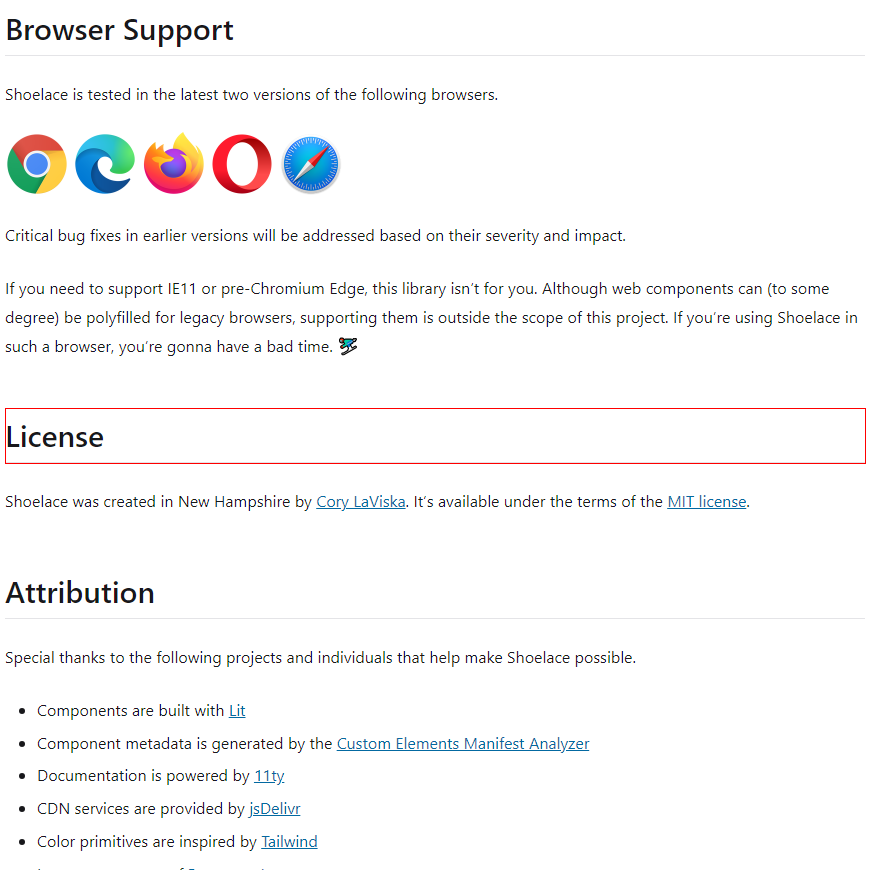 Browser Support
Shoelace is tested in the latest two versions of the following browsers.
Critical bug fixes in earlier versions will be addressed based on their severity and impact.
If you need to support IE11 or pre-Chromium Edge, this library isn’t for you. Although web components can (to some
degree) be polyfilled for legacy browsers, supporting them is outside the scope of this project. If you’re using Shoelace in
such a browser, you’re gonna have a bad time.
License
Shoelace was created in New Hampshire by Cory LaViska. It’s available under the terms of the MIT license.
Attribution
Special thanks to the following projects and individuals that help make Shoelace possible.
Components are built with Lit
Component metadata is generated by the Custom Elements Manifest Analyzer
Documentation is powered by 11ty
CDN services are provided by jsDelivr
Color primitives are inspired by Tailwind